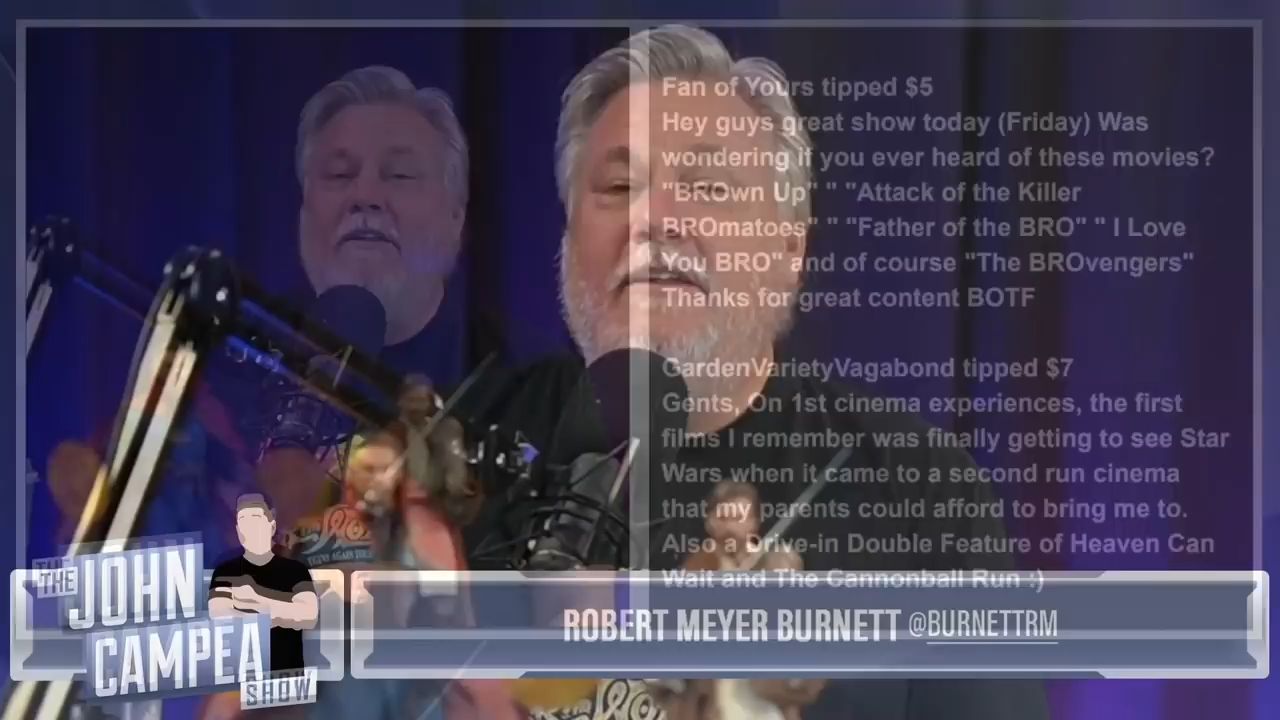 Fan of Yours tipped $5
Hey guys great show today (Friday) Was
wondering if you ever heard of these movies?
"BROwn Up" " "Attack of the Killer
BROmatoes" " "Father of the BRO" " I Love
You BRO" and of course "The BROvengers"
Thanks for great content BOTF
GardenVarietyVagabond tipped $7
Gents, On 1st cinema experiences, the first
films I remember was finally getting to see Star
Wars when it came to a second run cinema
that my parents could afford to bring me to.
Also a Drive-in Double Feature of Heaven Can
Wait and The Cannonball Run :)
THE
JOHN
CAMPEA
SHOW
ROBERT MEYER BURNETT @BURNETTRM